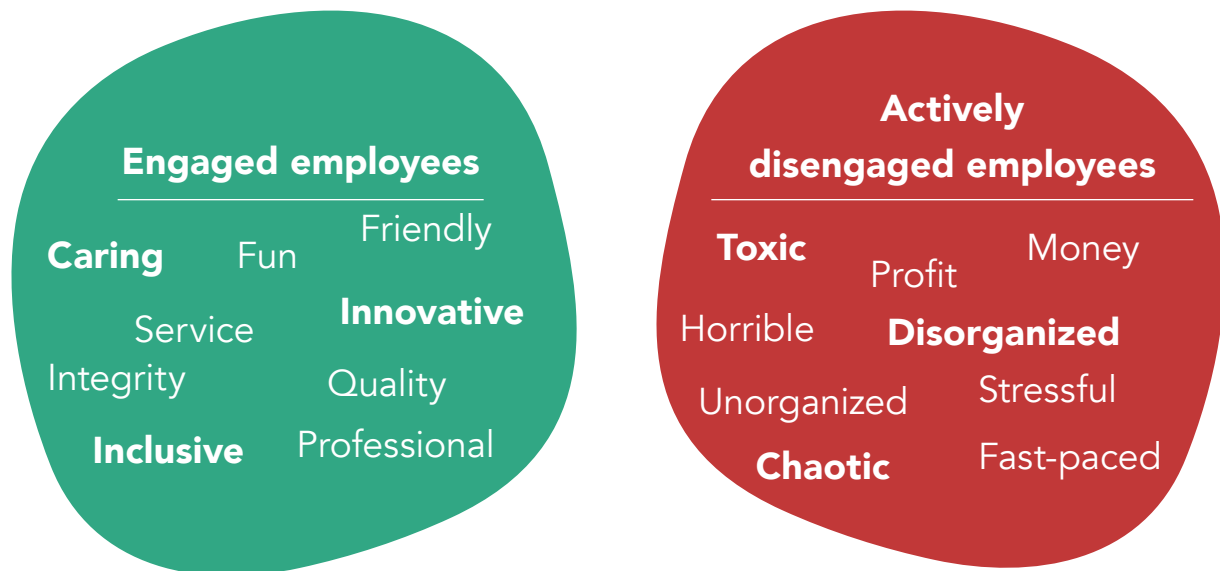 Engaged employees
Friendly
Caring Fun
Innovative
Service
Integrity Quality
Inclusive Professional
Actively
disengaged employees
Toxic Money
Profit
Horrible Disorganized
Unorganized Stressful
Chaotic Fast-paced